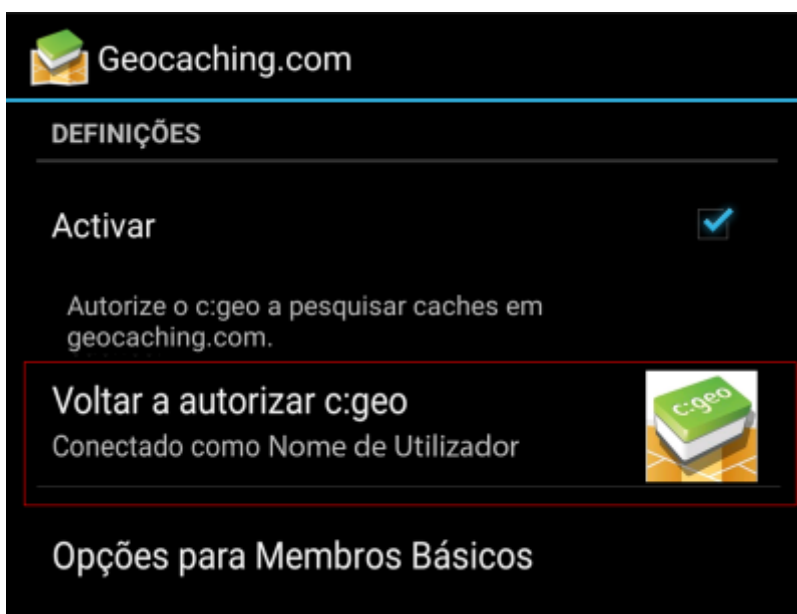 Geocaching.com
DEFINIÇÕES
Activar
Autorize o c:geo a pesquisar caches em
geocaching.com.
Voltar a autorizar c:geo
c:geo
Conectado como Nome de Utilizador
Opções para Membros Básicos